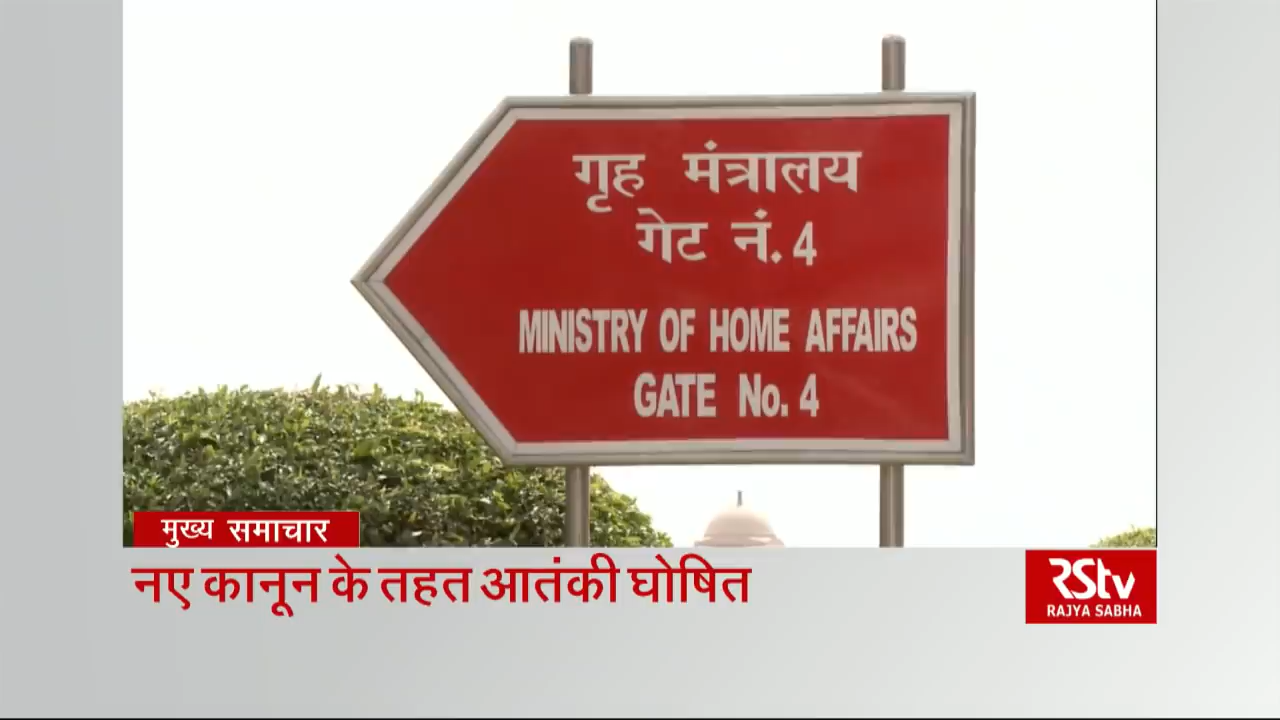 गृह मंत्रालय
गेट नं. 4
MINISTRY OF HOME AFFAIRS
GATE No. 4
मुख्य समाचार
नए कानून के तहत आतंकी घोषित
RStv
RAJYA SABHA